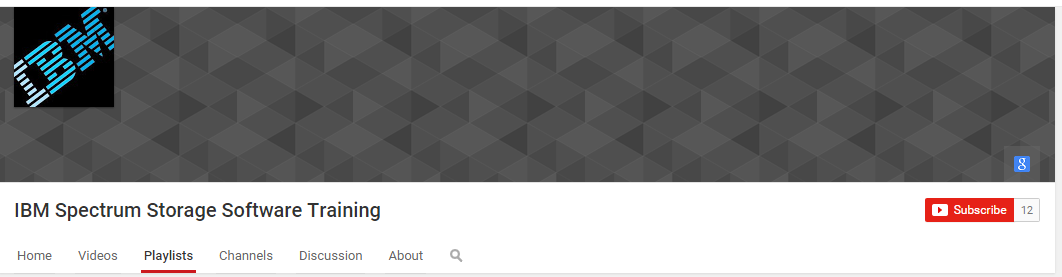 IBM
g
IBM Spectrum Storage Software Training
Subscribe 12
Home Videos Playlists Channels Discussion About